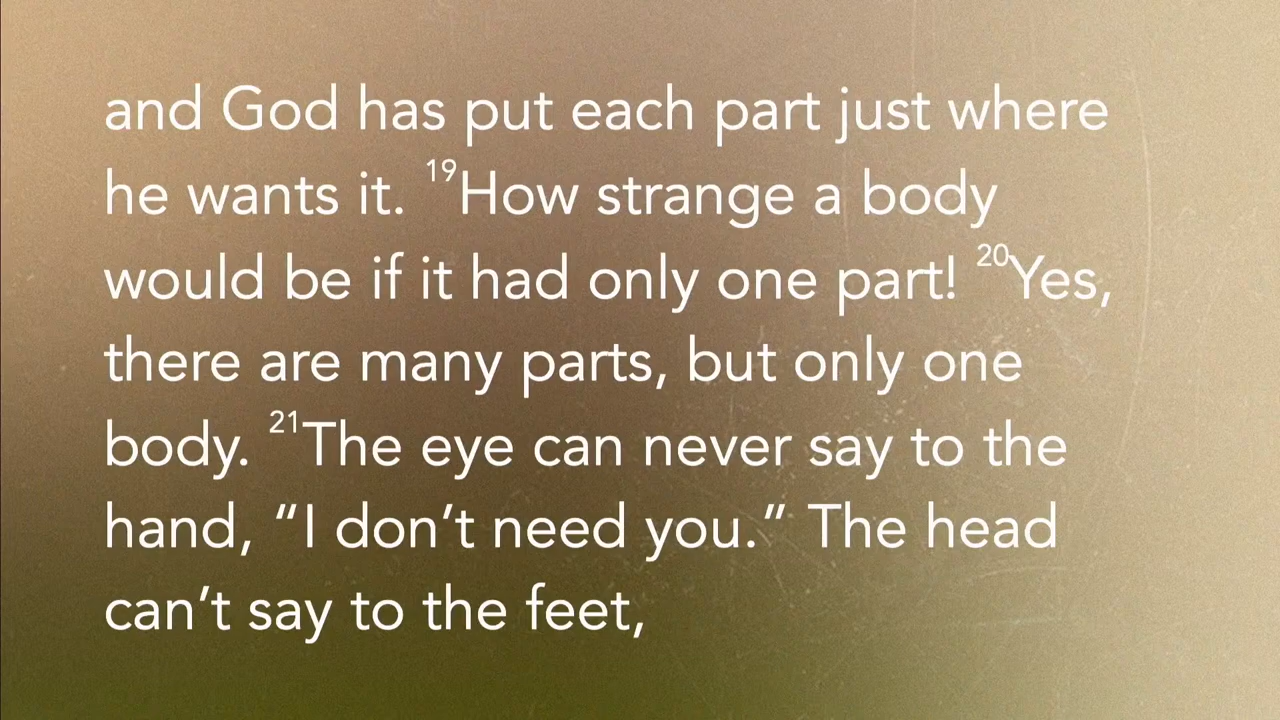 and God has put each part just where
he wants it. ¹⁹How strange a body
would be if it had only one part! ²⁰Yes,
there are many parts, but only one
body. ²¹The eye can never say to the
hand, “I don’t need you.” The head
can’t say to the feet,